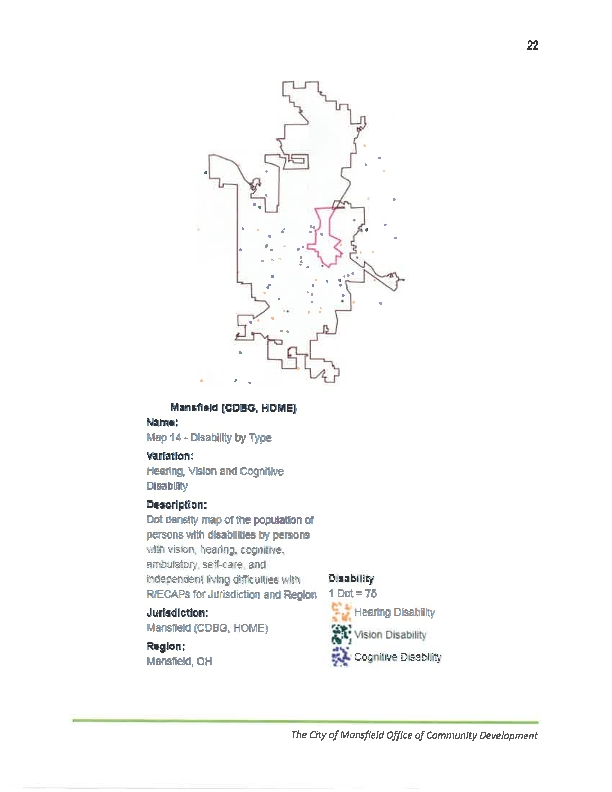 22
Mansfield (CDBG, HOME)
Name:
Map 14 - Disability by Type
Variation:
Hearing, Vision and Cognitive
Disability
Description:
Dot density map of the population of
persons with disabilities by persons
with vision, hearing, cognitive,
ambulatory, self-care, and
independent living difficulties with
R/ECAPs for Jurisdiction and Region
Jurisdiction:
Mansfield (CDBG, HOME)
Region:
Mansfield, OH
Disability
1 Dot = 75
Hearing Disability
Vision Disability
Cognitive Disability
The City of Mansfield Office of Community Development